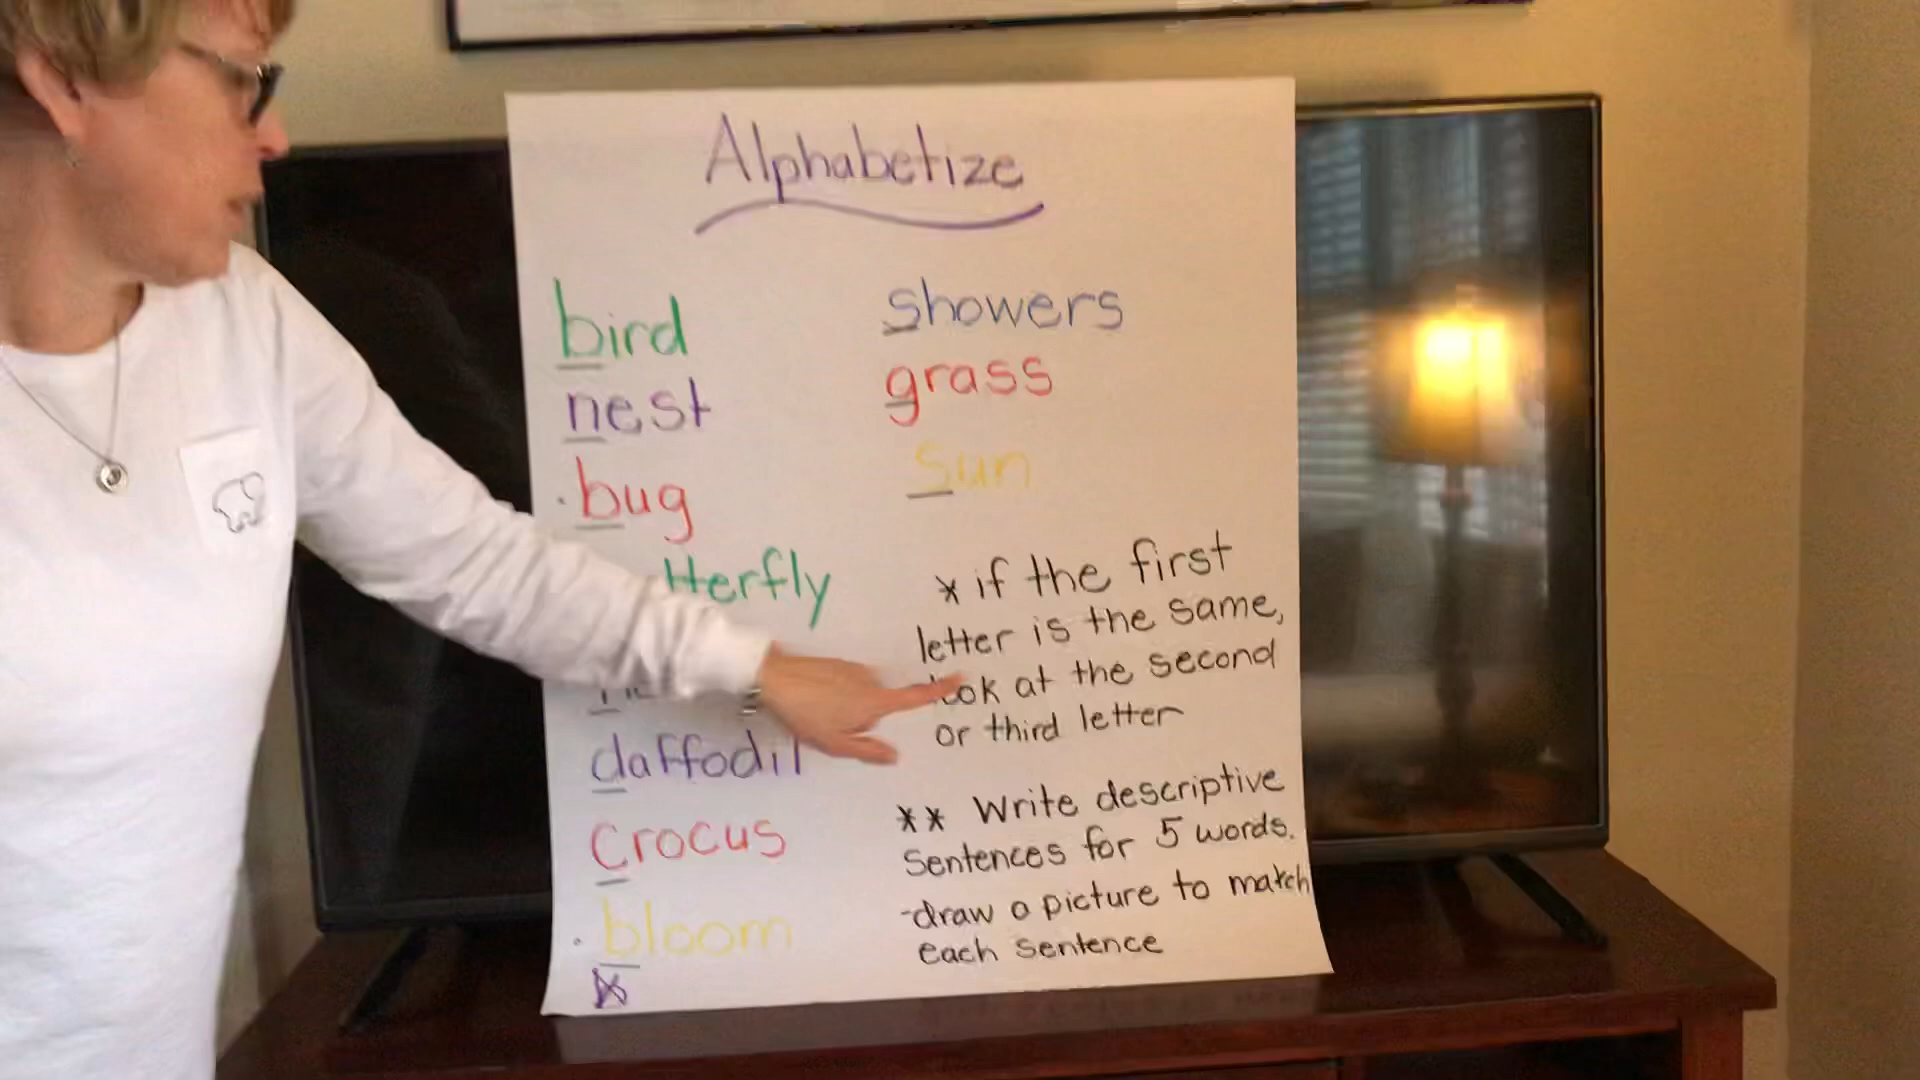 Alphabetize
bird
nest
bug
tterfly
daffodil
crocus
bloom
showers
grass
sun
* if the first
letter is the same,
look at the second
or third letter
** Write descriptive
Sentences for 5 words.
-draw a picture to match
each sentence